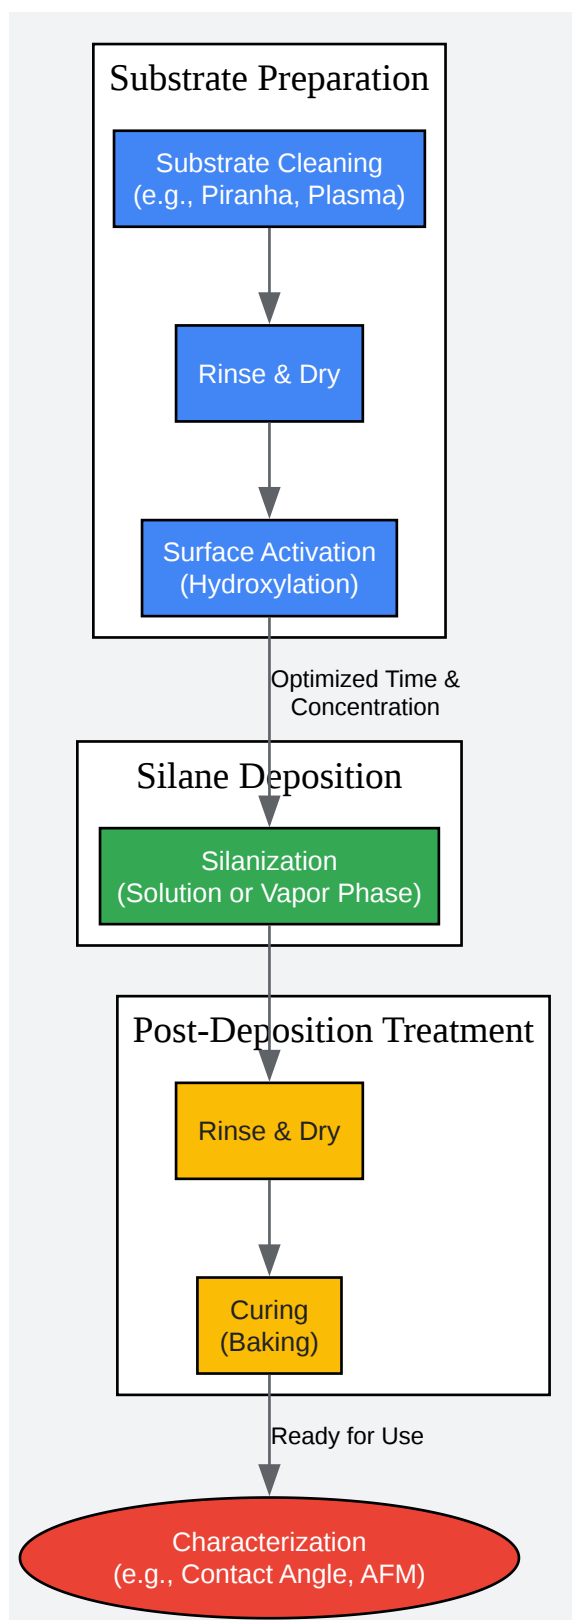 Substrate Preparation
Substrate Cleaning
(e.g., Piranha, Plasma)
Rinse & Dry
Surface Activation
(Hydroxylation)
Optimized Time &
Concentration
Silane Deposition
Silanization
(Solution or Vapor Phase)
Post-Deposition Treatment
Rinse & Dry
Curing
(Baking)
Ready for Use
Characterization
(e.g., Contact Angle, AFM)